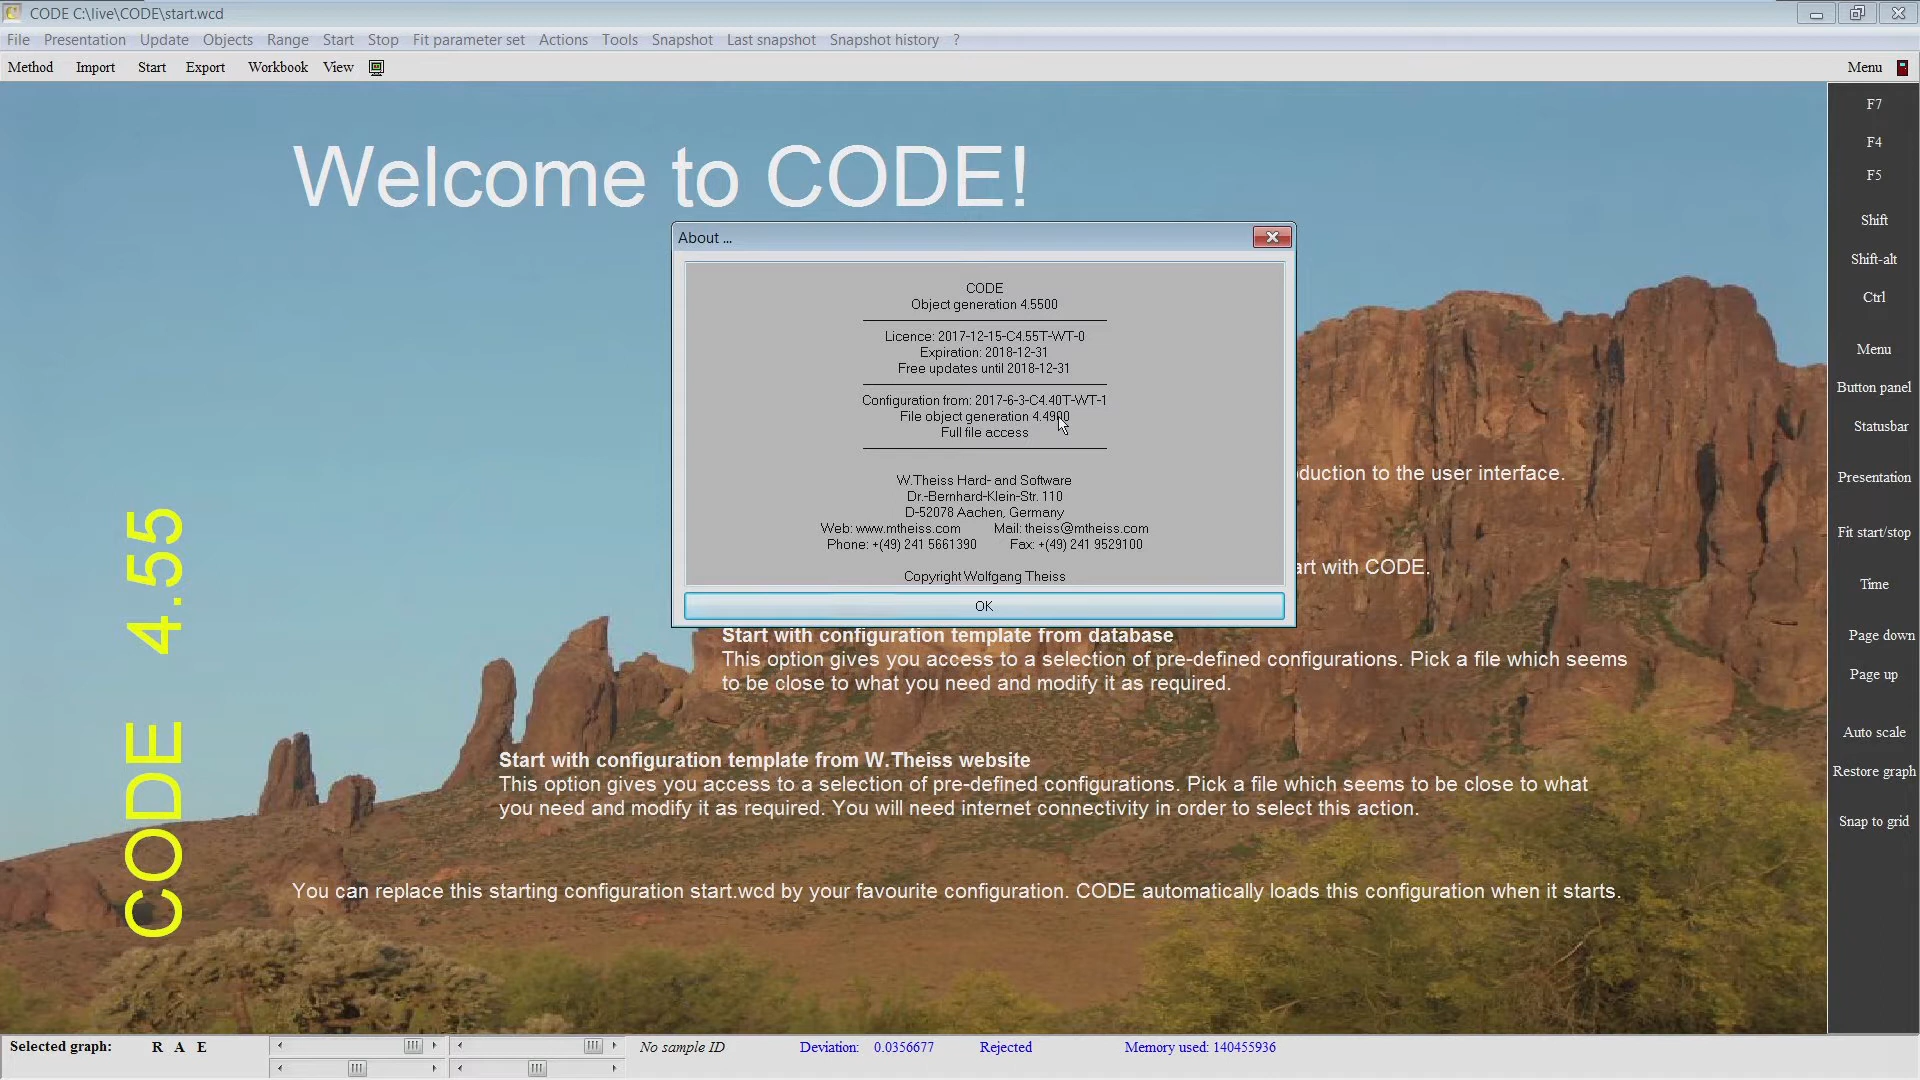 CODE C:\live\CODE\start.wcd
File Presentation Update Objects Range Start Stop Fit parameter set Actions Tools Snapshot Last snapshot Snapshot history ?
Method Import Start Export Workbook View Menu
Welcome to CODE!
About ...
CODE
Object generation 4.5500
Licence: 2017-12-15-C4.55T-WT-0
Expiration: 2018-12-31
Free updates until 2018-12-31
Configuration from: 2017-6-3-C4.40T-WT-1
File object generation 4.4900
Full file access
W.Theiss Hard- and Software
Dr.-Bernhard-Klein-Str. 110
D-52078 Aachen, Germany
Web: www.mtheiss.com Mail: theiss@mtheiss.com
Phone: +(49) 241 5661390 Fax: +(49) 241 9529100
Copyright Wolfgang Theiss
OK
oduction to the user interface.
art with CODE.
Start with configuration template from database
This option gives you access to a selection of pre-defined configurations. Pick a file which seems
to be close to what you need and modify it as required.
Start with configuration template from W.Theiss website
This option gives you access to a selection of pre-defined configurations. Pick a file which seems to be close to what
you need and modify it as required. You will need internet connectivity in order to select this action.
You can replace this starting configuration start.wcd by your favourite configuration. CODE automatically loads this configuration when it starts.
CODE 4.55
F7
F4
F5
Shift
Shift-alt
Ctrl
Menu
Button panel
Statusbar
Presentation
Fit start/stop
Time
Page down
Page up
Auto scale
Restore graph
Snap to grid
Selected graph: R A E No sample ID Deviation: 0.0356677 Rejected Memory used: 140455936